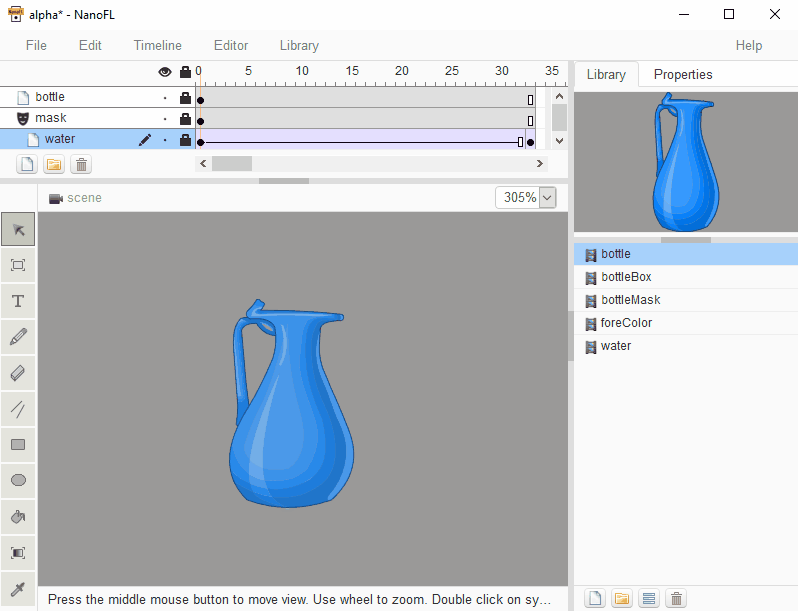 alpha* - NanoFL
File Edit Timeline Editor Library Help
0 5 10 15 20 25 30 35
bottle
mask
water
scene
305%
T
Library Properties
bottle
bottleBox
bottleMask
foreColor
water
Press the middle mouse button to move view. Use wheel to zoom. Double click on sy...